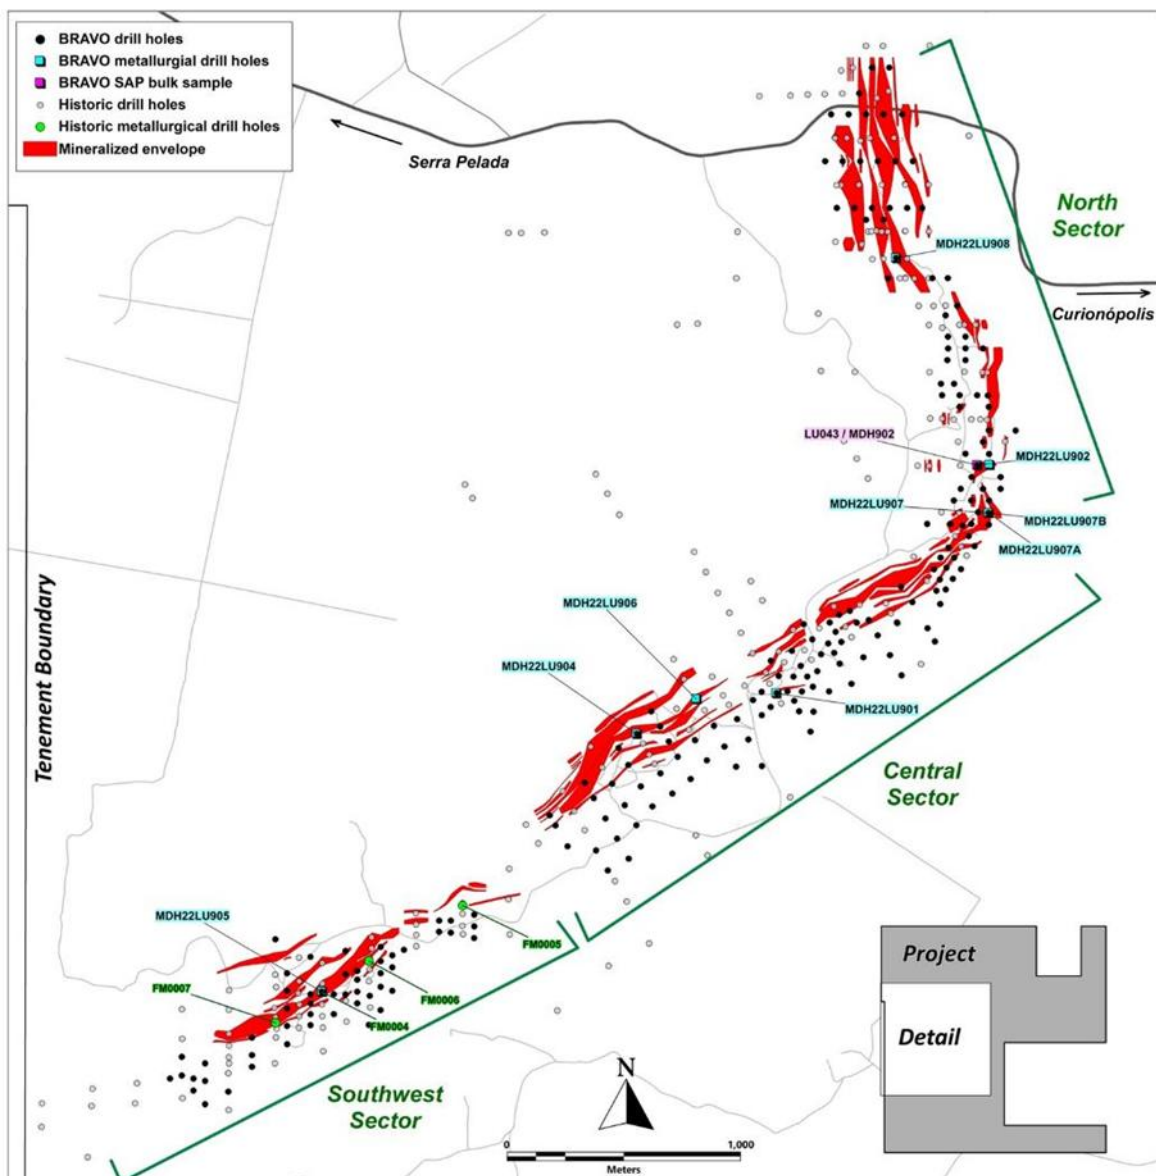 BRAVO drill holes
BRAVO metallurgial drill holes
BRAVO SAP bulk sample
Historic drill holes
Historic metallurgical drill holes
Mineralized envelope
Serra Pelada
North
Sector
MDH22LU908
Curionópolis
LU043 / MDH902
MDH22LU902
MDH22LU907
MDH22LU907B
MDH22LU907A
MDH22LU906
MDH22LU904
MDH22LU901
Tenement Boundary
Central
Sector
MDH22LU905
FM0005
FM0007
FM0006
FM0004
Project
Detail
Southwest
Sector
N
0
1,000
Meters